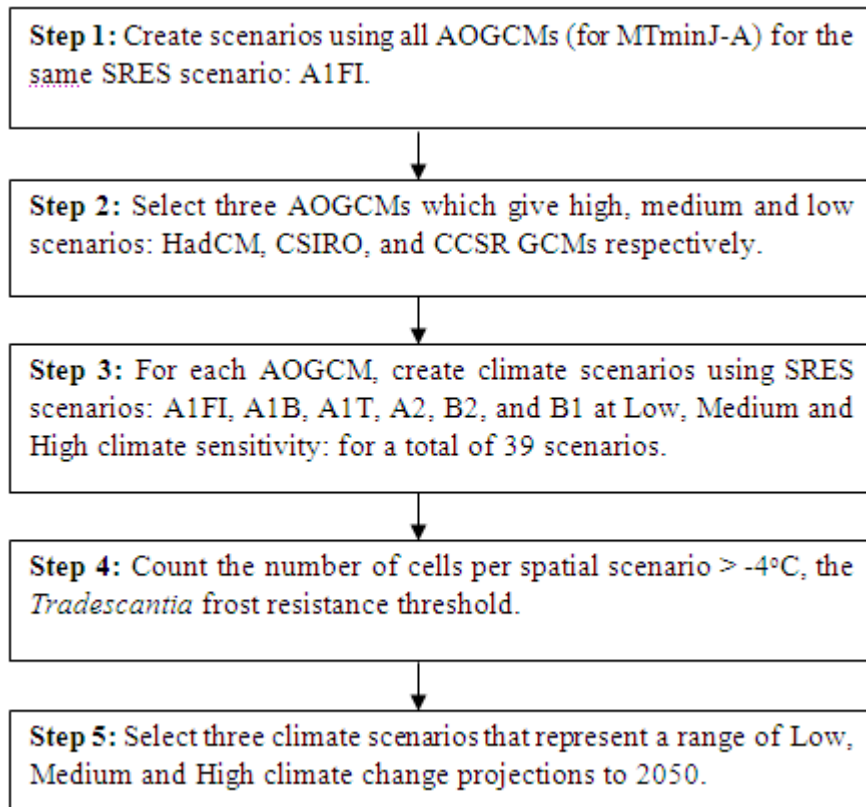 Step 1: Create scenarios using all AOGCMs (for MTminJ-A) for the
same SRES scenario: A1FI.
Step 2: Select three AOGCMs which give high, medium and low
scenarios: HadCM, CSIRO, and CCSR GCMs respectively.
Step 3: For each AOGCM, create climate scenarios using SRES
scenarios: A1FI, A1B, A1T, A2, B2, and B1 at Low, Medium and
High climate sensitivity: for a total of 39 scenarios.
Step 4: Count the number of cells per spatial scenario > -4°C, the
Tradescantia frost resistance threshold.
Step 5: Select three climate scenarios that represent a range of Low,
Medium and High climate change projections to 2050.